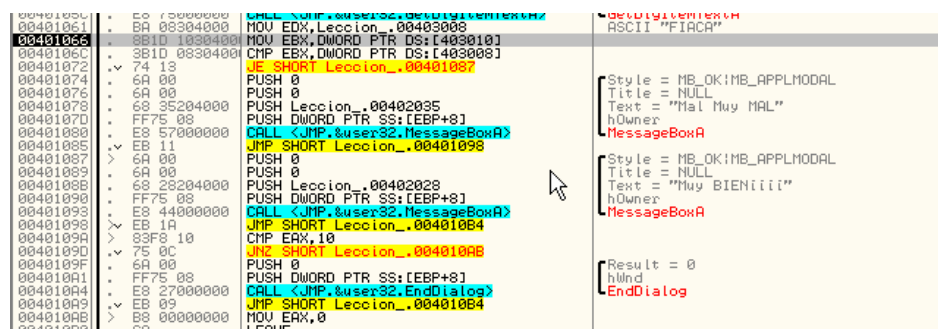 0040105C . E8 75000000 CALL <JMP.&user32.GetDlgItemTextA> GetDlgItemTextA
00401061 . BA 08304000 MOV EDX,Leccion_.00403008 ASCII "FIACA"
00401066 . 8B1D 10304000 MOV EBX,DWORD PTR DS:[403010]
0040106C . 3B1D 08304000 CMP EBX,DWORD PTR DS:[403008]
00401072 .v 74 13 JE SHORT Leccion_.00401087
00401074 . 6A 00 PUSH 0 Style = MB_OK|MB_APPLMODAL
00401076 . 6A 00 PUSH 0 Title = NULL
00401078 . 68 35204000 PUSH Leccion_.00402035 Text = "Mal Muy MAL"
0040107D . FF75 08 PUSH DWORD PTR SS:[EBP+8] hOwner
00401080 . E8 57000000 CALL <JMP.&user32.MessageBoxA> MessageBoxA
00401085 .v EB 11 JMP SHORT Leccion_.00401098
00401087 > 6A 00 PUSH 0 Style = MB_OK|MB_APPLMODAL
00401089 . 6A 00 PUSH 0 Title = NULL
0040108B . 68 28204000 PUSH Leccion_.00402028 Text = "Muy BIENíííí"
00401090 . FF75 08 PUSH DWORD PTR SS:[EBP+8] hOwner
00401093 . E8 44000000 CALL <JMP.&user32.MessageBoxA> MessageBoxA
00401098 >v EB 1A JMP SHORT Leccion_.004010B4
0040109A > 83F8 10 CMP EAX,10
0040109D .v 75 0C JNZ SHORT Leccion_.004010AB
0040109F . 6A 00 PUSH 0 Result = 0
004010A1 . FF75 08 PUSH DWORD PTR SS:[EBP+8] hWnd
004010A4 . E8 27000000 CALL <JMP.&user32.EndDialog> EndDialog
004010A9 .v EB 09 JMP SHORT Leccion_.004010B4
004010AB > B8 00000000 MOV EAX,0